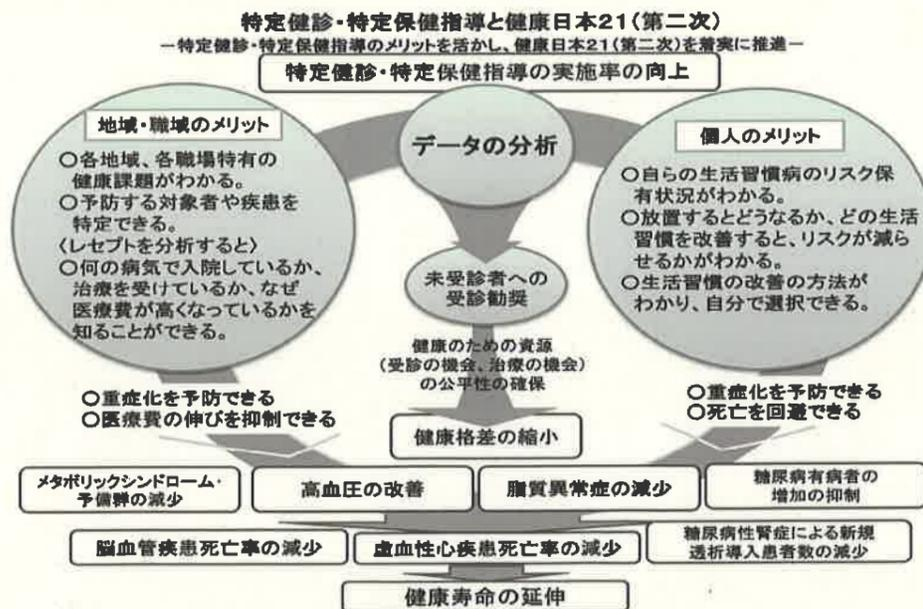 特定健診・特定保健指導と健康日本21(第二次)
―特定健診・特定保健指導のメリットを活かし、健康日本21(第二次)を着実に推進―
特定健診・特定保健指導の実施率の向上
地域・職域のメリット
○各地域、各職場特有の
健康課題がわかる。
○予防する対象者や疾患を
特定できる。
〈レセプトを分析すると〉
○何の病気で入院しているか、
治療を受けているか、なぜ
医療費が高くなっているかを
知ることができる。
データの分析
個人のメリット
○自らの生活習慣病のリスク保
有状況がわかる。
○放置するとどうなるか、どの生活
習慣を改善すると、リスクが減ら
せるかがわかる。
○生活習慣の改善の方法が
わかり、自分で選択できる。
未受診者への
受診勧奨
健康のための資源
(受診の機会、治療の機会)
の公平性の確保
○重症化を予防できる
○医療費の伸びを抑制できる
○重症化を予防できる
○死亡を回避できる
健康格差の縮小
メタボリックシンドローム・
予備群の減少
高血圧の改善
脂質異常症の減少
糖尿病有病者の
増加の抑制
脳血管疾患死亡率の減少
虚血性心疾患死亡率の減少
糖尿病性腎症による新規
透析導入患者数の減少
健康寿命の延伸